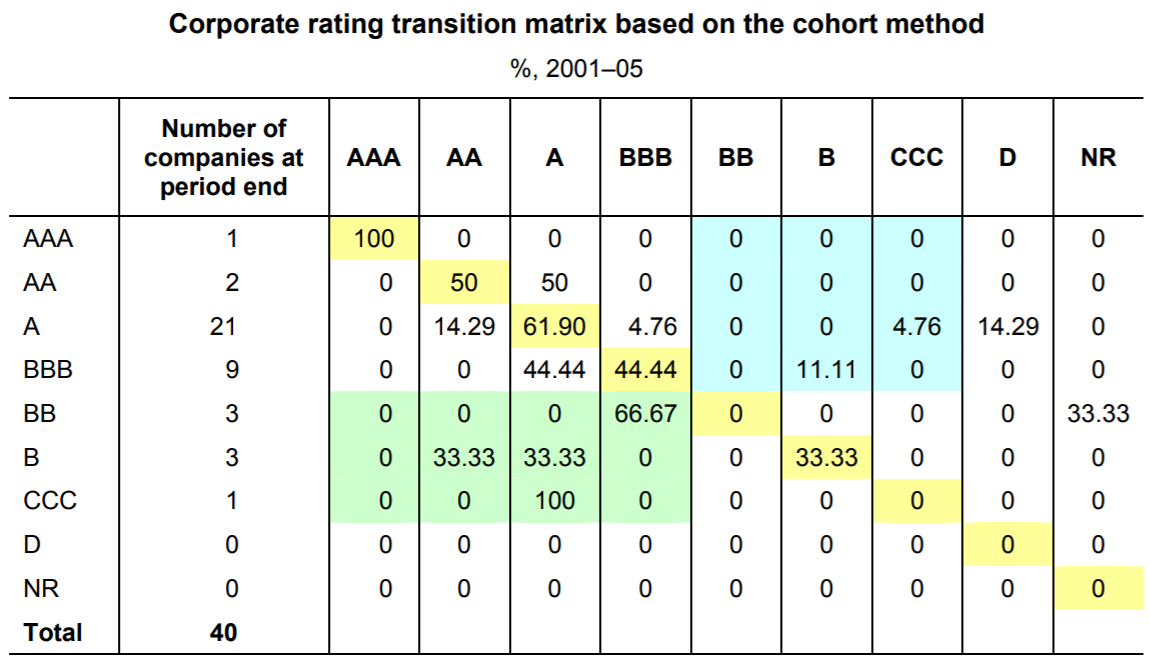 Corporate rating transition matrix based on the cohort method
%, 2001–05
Number of companies at period end AAA AA A BBB BB B CCC D NR
AAA 1 100 0 0 0 0 0 0 0 0
AA 2 0 50 50 0 0 0 0 0 0
A 21 0 14.29 61.90 4.76 0 0 4.76 14.29 0
BBB 9 0 0 44.44 44.44 0 11.11 0 0 0
BB 3 0 0 0 66.67 0 0 0 0 33.33
B 3 0 33.33 33.33 0 0 33.33 0 0 0
CCC 1 0 0 100 0 0 0 0 0 0
D 0 0 0 0 0 0 0 0 0 0
NR 0 0 0 0 0 0 0 0 0 0
Total 40